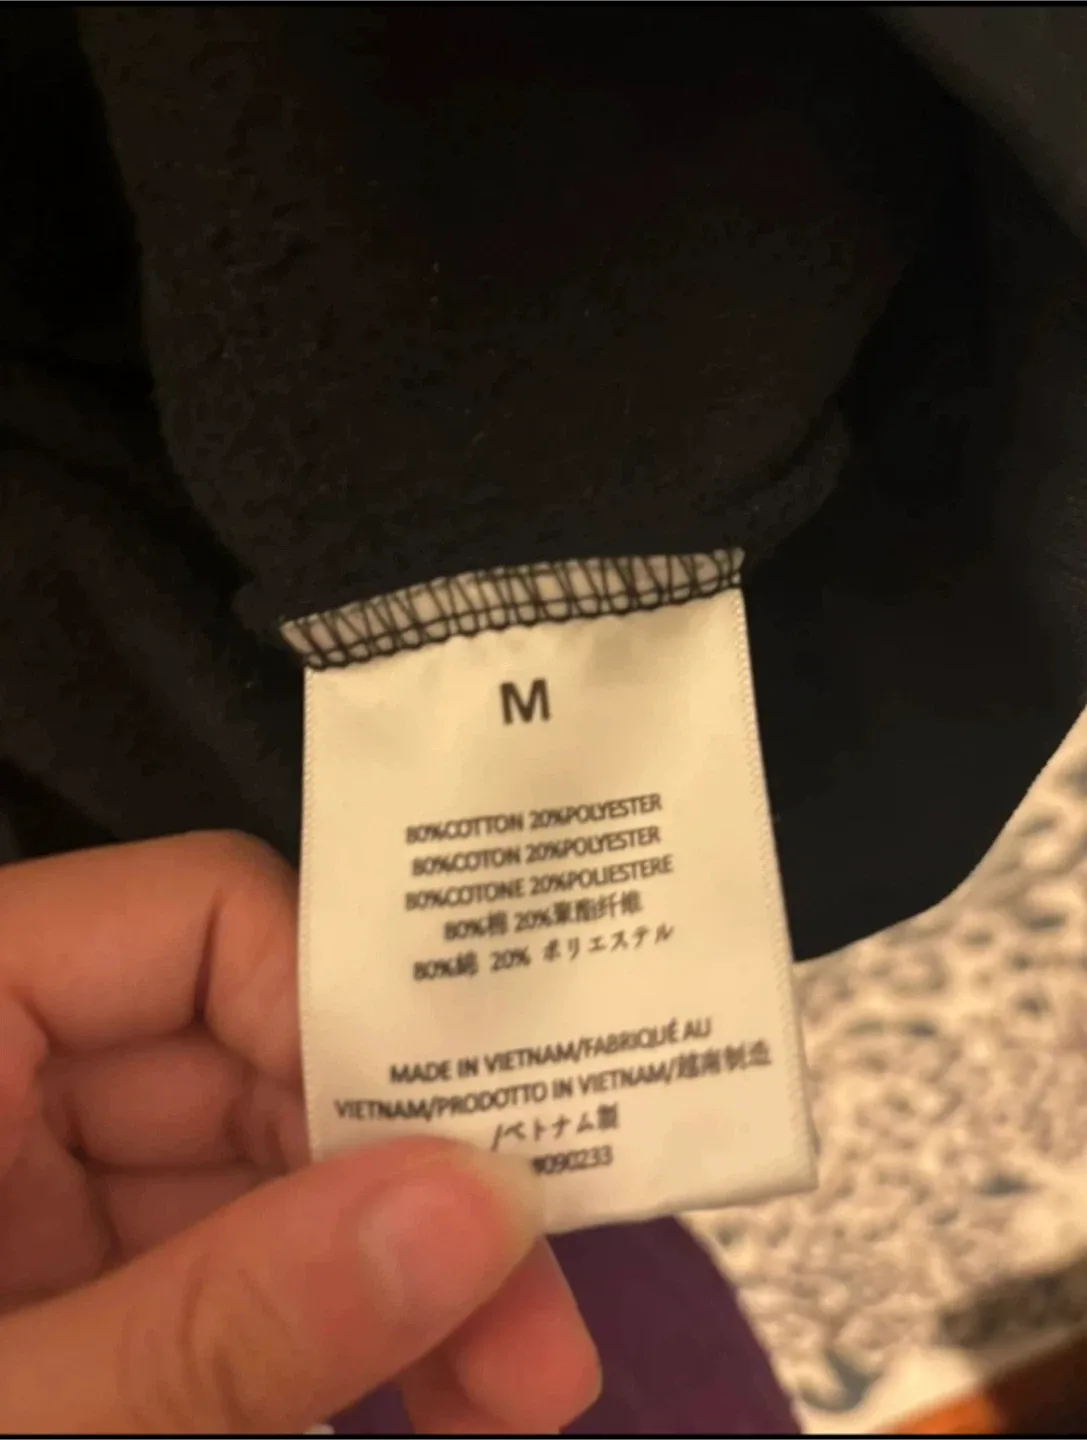 M
80%COTTON 20%POLYESTER
80%COTON 20%POLYESTER
80%COTONE 20%POLIESTERE
80%棉 20%聚酯纤维
80%綿 20% ポリエステル
MADE IN VIETNAM/FABRIQUÉ AU
VIETNAM/PRODOTTO IN VIETNAM/越南制造
/ベトナム製
#090233